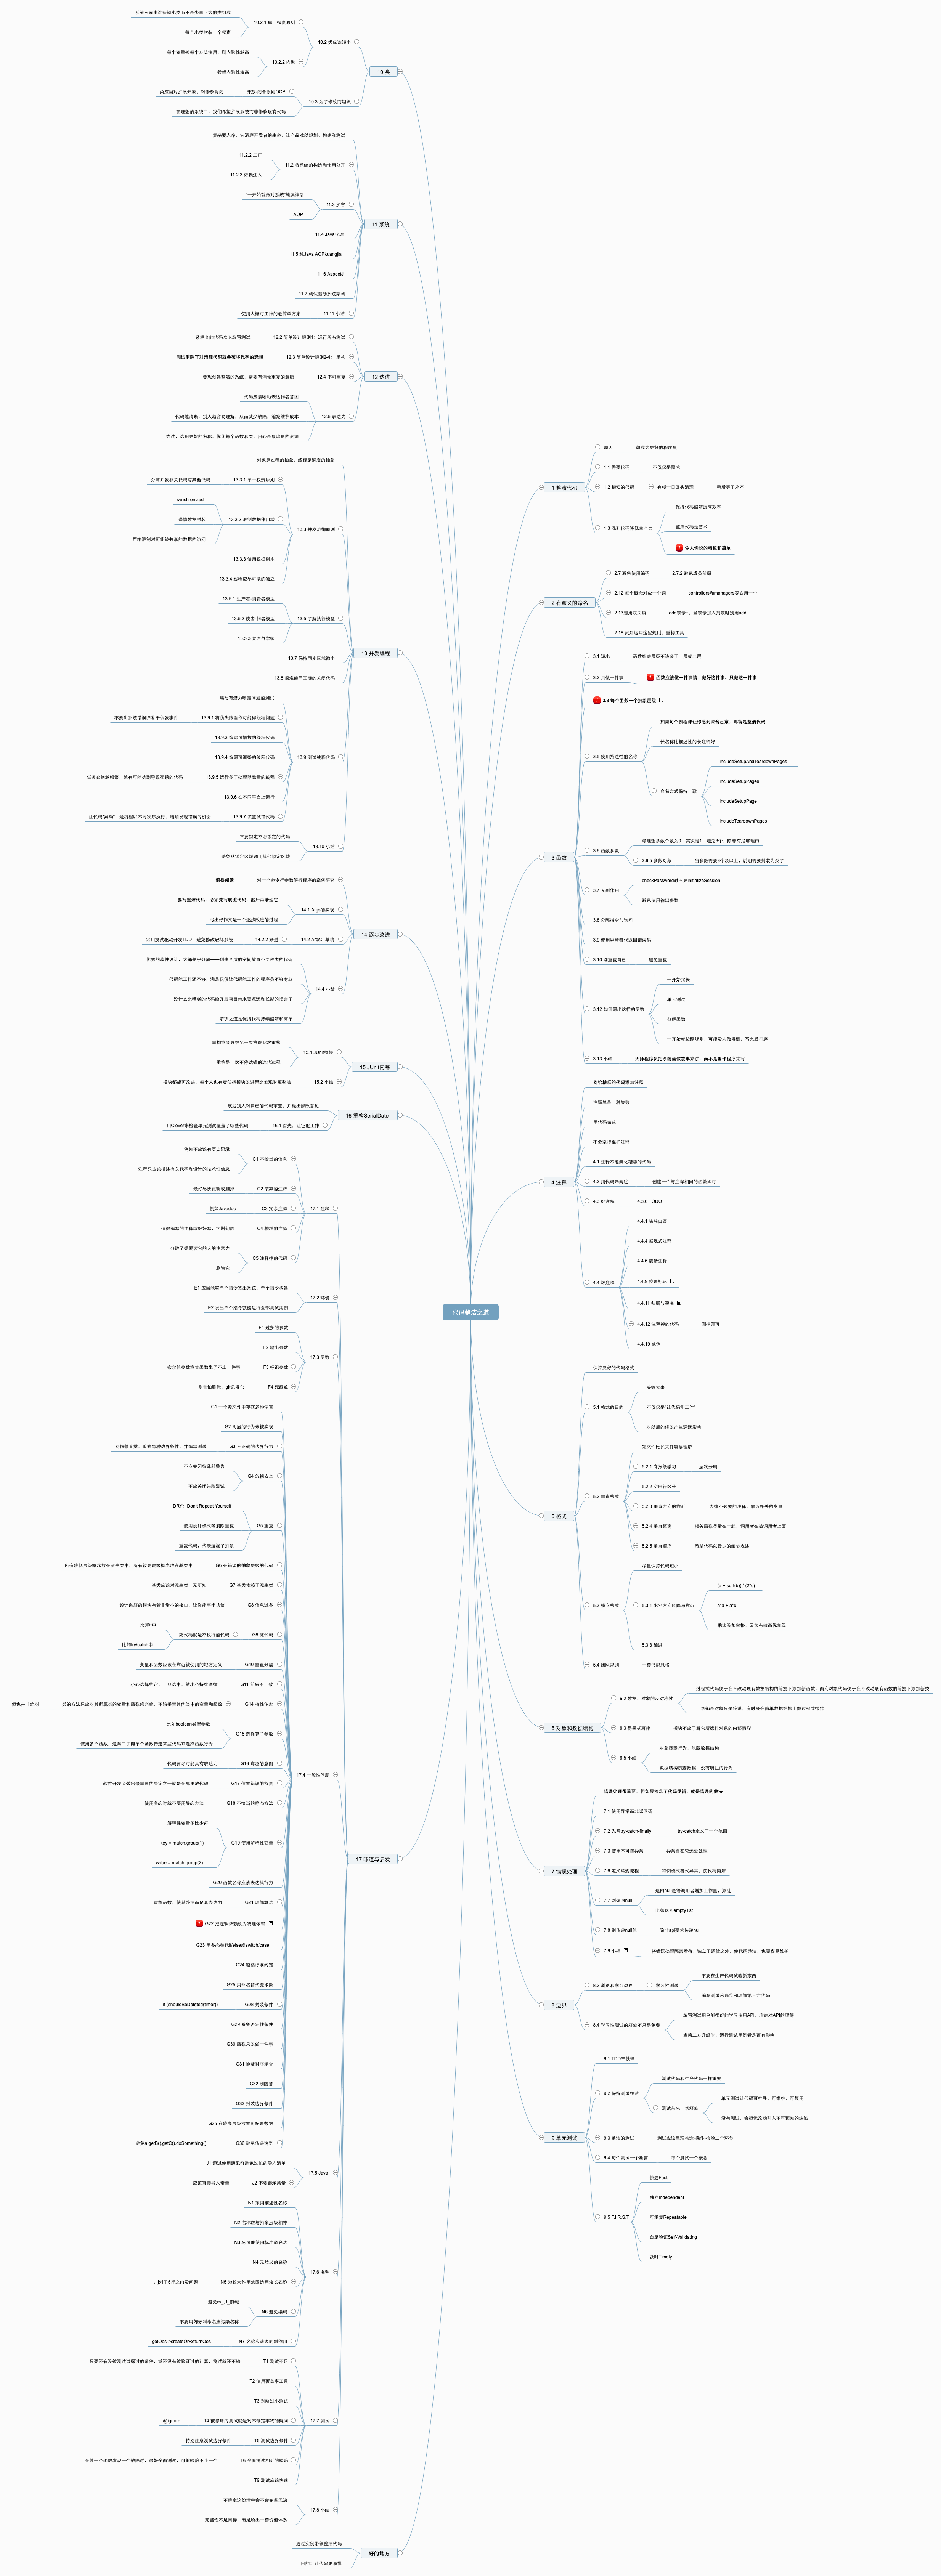 代码整洁之道
1 整洁代码
原因
想成为更好的程序员
1.1 需要代码
不仅仅是需求
1.2 糟糕的代码
有朝一日回头清理
稍后等于永不
1.3 混乱代码降低生产力
保持代码整洁提高效率
整洁代码是艺术
令人愉悦的精致和简单
2 有意义的命名
2.7 避免使用编码
2.7.2 避免成员前缀
2.12 每个概念对应一个词
controllers和managers要么用一个
2.13别用双关语
add表示+，当表示加入列表时别用add
2.18 灵活运用这些规则，重构工具
3 函数
3.1 短小
函数缩进层级不该多于一层或二层
3.2 只做一件事
函数应该做一件事情，做好这件事，只做这一件事
3.3 每个函数一个抽象层级
3.5 使用描述性的名称
如果每个例程都让你感到深合己意，那就是整洁代码
长名称比描述性的长注释好
命名方式保持一致
includeSetupAndTeardownPages
includeSetupPages
includeSetupPage
includeTeardownPages
3.6 函数参数
最理想参数个数为0，其次是1，避免3个，除非有足够理由
3.6.5 参数对象
当参数需要3个及以上，说明需要封装为类了
3.7 无副作用
checkPassword时不要initializeSession
避免使用输出参数
3.8 分隔指令与询问
3.9 使用异常替代返回错误码
3.10 别重复自己
避免重复
3.12 如何写出这样的函数
一开始冗长
单元测试
分解函数
一开始就按照规则，可能没人做得到，写完后打磨
3.13 小结
大师程序员把系统当做故事来讲，而不是当作程序来写
4 注释
别给糟糕的代码添加注释
注释总是一种失败
用代码表达
不会坚持维护注释
4.1 注释不能美化糟糕的代码
4.2 用代码来阐述
创建一个与注释相同的函数即可
4.3 好注释
4.3.6 TODO
4.4 坏注释
4.4.1 喃喃自语
4.4.4 循规式注释
4.4.6 废话注释
4.4.9 位置标记
4.4.11 归属与署名
4.4.12 注释掉的代码
删掉即可
4.4.19 范例
5 格式
保持良好的代码格式
5.1 格式的目的
头等大事
不仅仅是"让代码能工作"
对以后的修改产生深远影响
5.2 垂直格式
短文件比长文件容易理解
5.2.1 向报纸学习
层次分明
5.2.2 空白行区分
5.2.3 垂直方向的靠近
去掉不必要的注释，靠近相关的变量
5.2.4 垂直距离
相关函数尽量在一起，调用者在被调用者上面
5.2.5 垂直顺序
希望代码以最少的细节表述
5.3 横向格式
尽量保持代码短小
5.3.1 水平方向区隔与靠近
(a + sqrt(b)) / (2*c)
a*a + a*c
乘法没加空格，因为有较高优先级
5.3.3 缩进
5.4 团队规则
一套代码风格
6 对象和数据结构
6.2 数据、对象的反对称性
过程式代码便于在不改动既有数据结构的前提下添加新函数，面向对象代码便于在不改动既有函数的前提下添加新类
一切都是对象只是传说，有时会在简单数据结构上做过程式操作
6.3 得墨忒耳律
模块不应了解它所操作对象的内部情形
6.5 小结
对象暴露行为，隐藏数据结构
数据结构暴露数据，没有明显的行为
7 错误处理
错误处理很重要，但如果搞乱了代码逻辑，就是错误的做法
7.1 使用异常而非返回码
7.2 先写try-catch-finally
try-catch定义了一个范围
7.3 使用不可控异常
异常旨在较远处处理
7.6 定义常规流程
特例模式替代异常，使代码简洁
7.7 别返回null
返回null是给调用者增加工作量，添乱
比如返回empty list
7.8 别传递null值
除非api要求传递null
7.9 小结
将错误处理隔离看待，独立于逻辑之外，使代码整洁，也更容易维护
8 边界
8.2 浏览和学习边界
学习性测试
不要在生产代码试验新东西
编写测试来遍览和理解第三方代码
8.4 学习性测试的好处不只是免费
编写测试用例能很好的学习使用API，增进对API的理解
当第三方升级时，运行测试用例看是否有影响
9 单元测试
9.1 TDD三铁律
9.2 保持测试整洁
测试代码和生产代码一样重要
测试带来一切好处
单元测试让代码可扩展，可维护，可复用
没有测试，会担忧改动引入不可预知的缺陷
9.3 整洁的测试
测试应该呈现构造-操作-检验三个环节
9.4 每个测试一个断言
每个测试一个概念
9.5 F.I.R.S.T
快速Fast
独立Independent
可重复Repeatable
自足验证Self-Validating
及时Timely
10 类
10.2 类应该短小
10.2.1 单一权责原则
系统应该由许多短小类而不是少量巨大的类组成
每个小类封装一个权责
10.2.2 内聚
每个变量被每个方法使用，则内聚性越高
希望内聚性较高
10.3 为了修改而组织
开放-闭合原则OCP
类应当对扩展开放，对修改封闭
在理想的系统中，我们希望扩展系统而非修改现有代码
11 系统
复杂要人命，它消磨开发者的生命，让产品难以规划、构建和测试
11.2 将系统的构造和使用分开
11.2.2 工厂
11.2.3 依赖注入
11.3 扩容
"一开始就做对系统"纯属神话
AOP
11.4 Java代理
11.5 纯Java AOPkuangjia
11.6 AspectJ
11.7 测试驱动系统架构
11.11 小结
使用大概可工作的最简单方案
12 迭进
12.2 简单设计规则1：运行所有测试
紧耦合的代码难以编写测试
12.3 简单设计规则2-4： 重构
测试消除了对清理代码就会破坏代码的恐惧
12.4 不可重复
要想创建整洁的系统，需要有消除重复的意愿
12.5 表达力
代码应清晰地表达作者意图
代码越清晰，别人越容易理解，从而减少缺陷，缩减维护成本
尝试，选用更好的名称，优化每个函数和类，用心是最珍贵的资源
13 并发编程
对象是过程的抽象，线程是调度的抽象
13.3 并发防御原则
13.3.1 单一权责原则
分离并发相关代码与其他代码
13.3.2 限制数据作用域
synchronized
谨慎数据封装
严格限制对可能被共享的数据的访问
13.3.3 使用数据副本
13.3.4 线程应尽可能的独立
13.5 了解执行模型
13.5.1 生产者-消费者模型
13.5.2 读者-作者模型
13.5.3 宴席哲学家
13.7 保持同步区域微小
13.8 很难编写正确的关闭代码
13.9 测试线程代码
编写有潜力曝露问题的测试
13.9.1 将伪失败看作可能得线程问题
不要讲系统错误归咎于偶发事件
13.9.3 编写可插拔的线程代码
13.9.4 编写可调整的线程代码
13.9.5 运行多于处理器数量的线程
任务交换越频繁，越有可能找到导致死锁的代码
13.9.6 在不同平台上运行
13.9.7 装置试错代码
让代码"异动"，是线程以不同次序执行，增加发现错误的机会
13.10 小结
不要锁定不必锁定的代码
避免从锁定区域调用其他锁定区域
14 逐步改进
对一个命令行参数解析程序的案例研究
值得阅读
14.1 Args的实现
要写整洁代码，必须先写肮脏代码，然后再清理它
写出好作文是一个逐步改进的过程
14.2 Args：草稿
14.2.2 渐进
采用测试驱动开发TDD，避免修改破坏系统
14.4 小结
优秀的软件设计，大都关乎分隔——创建合适的空间放置不同种类的代码
代码能工作还不够，满足仅仅让代码能工作的程序员不够专业
没什么比糟糕的代码给开发项目带来更深远和长期的损害了
解决之道是保持代码持续整洁和简单
15 JUnit内幕
15.1 JUnit框架
重构常会导致另一次推翻此次重构
重构是一次不停试错的迭代过程
15.2 小结
模块都能再改进，每个人也有责任把模块改进得比发现时更整洁
16 重构SerialDate
欢迎别人对自己的代码审查，并提出修改意见
16.1 首先，让它能工作
用Clover来检查单元测试覆盖了哪些代码
17 味道与启发
17.1 注释
C1 不恰当的信息
例如不应该有历史记录
注释只应该描述有关代码和设计的技术性信息
C2 废弃的注释
最好尽快更新或删掉
C3 冗余注释
例如Javadoc
C4 糟糕的注释
值得编写的注释就好好写，字斟句酌
C5 注释掉的代码
分散了想要读它的人的注意力
删除它
17.2 环境
E1 应当能够单个指令签出系统，单个指令构建
E2 发出单个指令就能运行全部测试用例
17.3 函数
F1 过多的参数
F2 输出参数
F3 标识参数
布尔值参数宣告函数差了不止一件事
F4 死函数
别害怕删除，git记得它
17.4 一般性问题
G1 一个源文件中存在多种语言
G2 明显的行为未被实现
G3 不正确的边界行为
别依赖直觉，追索每种边界条件，并编写测试
G4 忽视安全
不应关闭编译器警告
不应关闭失败测试
G5 重复
DRY：Don't Repeat Yourself
使用设计模式等消除重复
重复代码，代表遗漏了抽象
G6 在错误的抽象层级的代码
所有较低层级概念放在派生类中，所有较高层级概念放在基类中
G7 基类依赖于派生类
基类应该对派生类一无所知
G8 信息过多
设计良好的模块有着非常小的接口，让你能事半功倍
G9 死代码
死代码就是不执行的代码
比如if中
比如try/catch中
G10 垂直分隔
变量和函数应该在靠近被使用的地方定义
G11 前后不一致
小心选择约定，一旦选中，就小心持续遵循
G14 特性依恋
类的方法只应对其所属类的变量和函数感兴趣，不该垂青其他类中的变量和函数
但也并非绝对
G15 选择算子参数
比如boolean类型参数
使用多个函数，通常由于向单个函数传递某些代码来选择函数行为
G16 晦涩的意图
代码要尽可能具有表达力
G17 位置错误的权责
软件开发者做出最重要的决定之一就是在哪里放代码
G18 不恰当的静态方法
使用多态时就不要用静态方法
G19 使用解释性变量
解释性变量多比少好
key = match.group(1)
value = match.group(2)
G20 函数名称应该表达其行为
G21 理解算法
重构函数，使其整洁而足具表达力
G22 把逻辑依赖改为物理依赖
G23 用多态替代if/else或switch/case
G24 遵循标准约定
G25 用命名替代魔术数
G28 封装条件
if (shouldBeDeleted(timer))
G29 避免否定性条件
G30 函数只改做一件事
G31 掩蔽时序耦合
G32 别随意
G33 封装边界条件
G35 在较高层级放置可配置数据
G36 避免传递浏览
避免a.getB().getC().doSomething()
17.5 Java
J1 通过使用通配符避免过长的导入清单
J2 不要继承常量
应该直接导入常量
17.6 名称
N1 采用描述性名称
N2 名称应与抽象层级相符
N3 尽可能使用标准命名法
N4 无歧义的名称
N5 为较大作用范围选用较长名称
i、j对于5行之内没问题
N6 避免编码
避免m_, f_前缀
不要用匈牙利命名法污染名称
N7 名称应该说明副作用
getOos->createOrReturnOos
17.7 测试
T1 测试不足
只要还有没被测试试探过的条件，或还没有被验证过的计算，测试就还不够
T2 使用覆盖率工具
T3 别略过小测试
T4 被忽略的测试就是对不确定事物的疑问
@Ignore
T5 测试边界条件
特别注意测试边界条件
T6 全面测试相近的缺陷
在某一个函数发现一个缺陷时，最好全面测试，可能缺陷不止一个
T9 测试应该快速
17.8 小结
不确定这份清单会不会完备无缺
完整性不是目标，而是给出一套价值体系
好的地方
通过实例带领整洁代码
目的：让代码更易懂